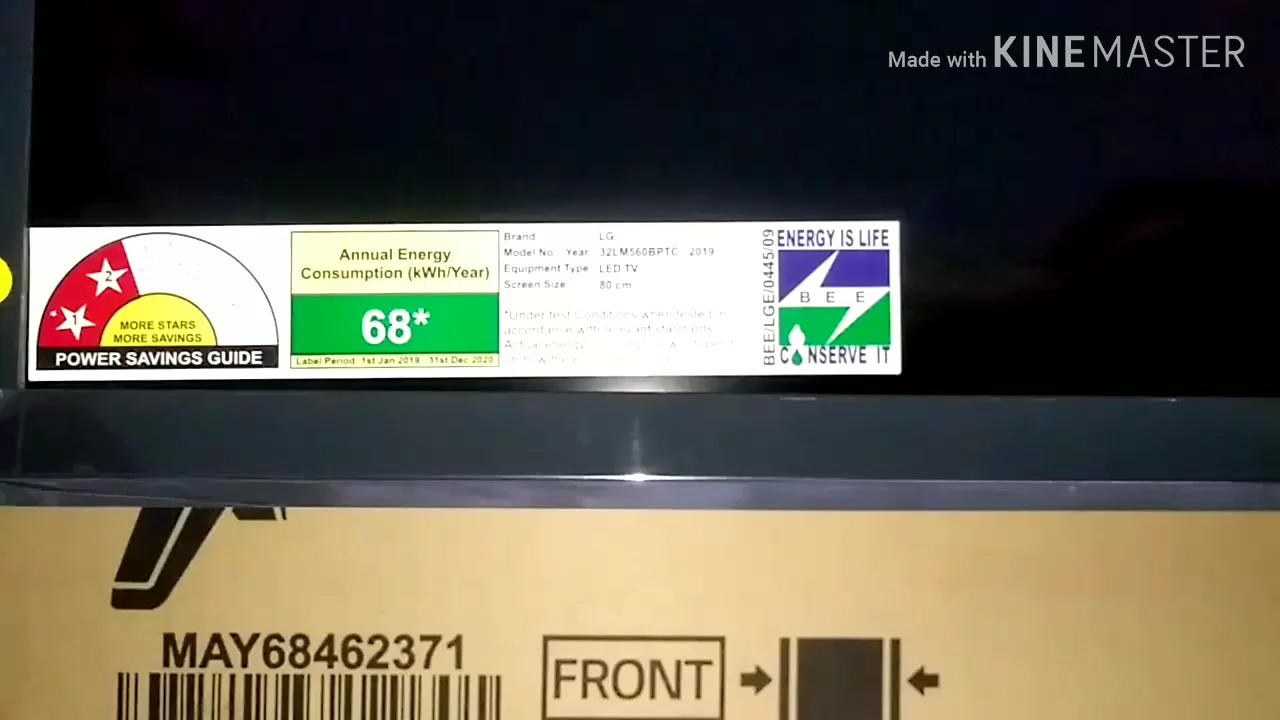 Made with KINEMASTER
2
1
MORE STARS
MORE SAVINGS
POWER SAVINGS GUIDE
Annual Energy
Consumption (kWh/Year)
68*
Label Period 1st Jan 2019 31st Dec 2020
Brand LG
Model No Year 32LM560BPTC 2019
Equipment Type LED TV
Screen Size 80 cm
*Under test Conditions when tested in
accordance with
BEE/LGE/0445/09
ENERGY IS LIFE
BEE
CONSERVE IT
MAY68462371
FRONT